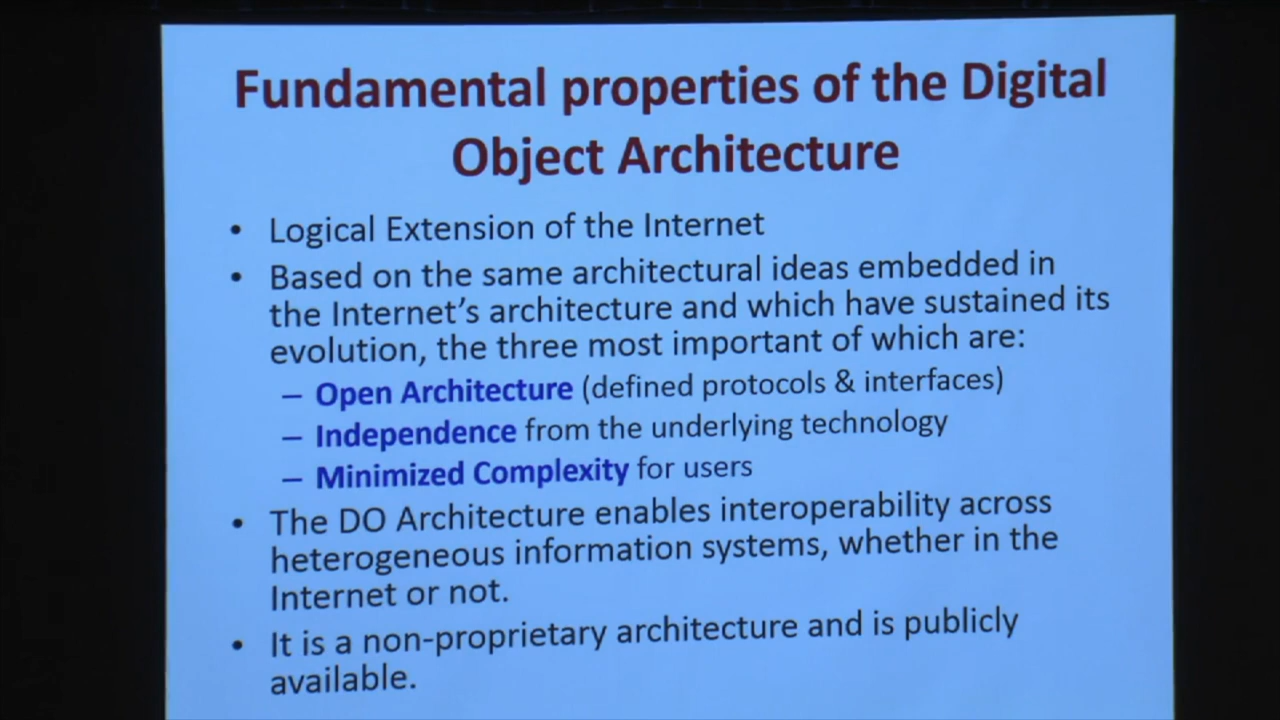 Fundamental properties of the Digital
Object Architecture
• Logical Extension of the Internet
• Based on the same architectural ideas embedded in
the Internet's architecture and which have sustained its
evolution, the three most important of which are:
– Open Architecture (defined protocols & interfaces)
– Independence from the underlying technology
– Minimized Complexity for users
• The DO Architecture enables interoperability across
heterogeneous information systems, whether in the
Internet or not.
• It is a non-proprietary architecture and is publicly
available.